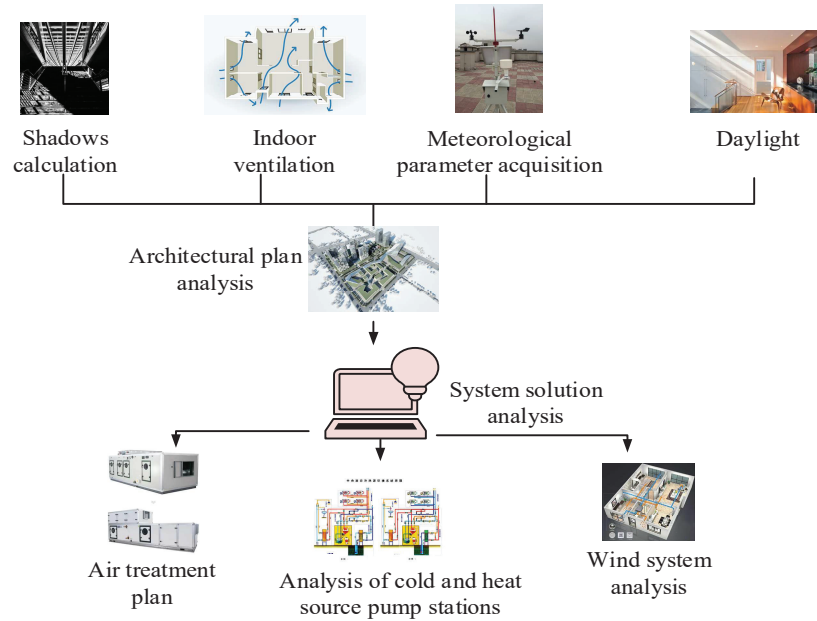 Shadows
calculation
Indoor
ventilation
Meteorological
parameter acquisition
Daylight
Architectural plan
analysis
System solution
analysis
Air treatment
plan
Analysis of cold and heat
source pump stations
Wind system
analysis